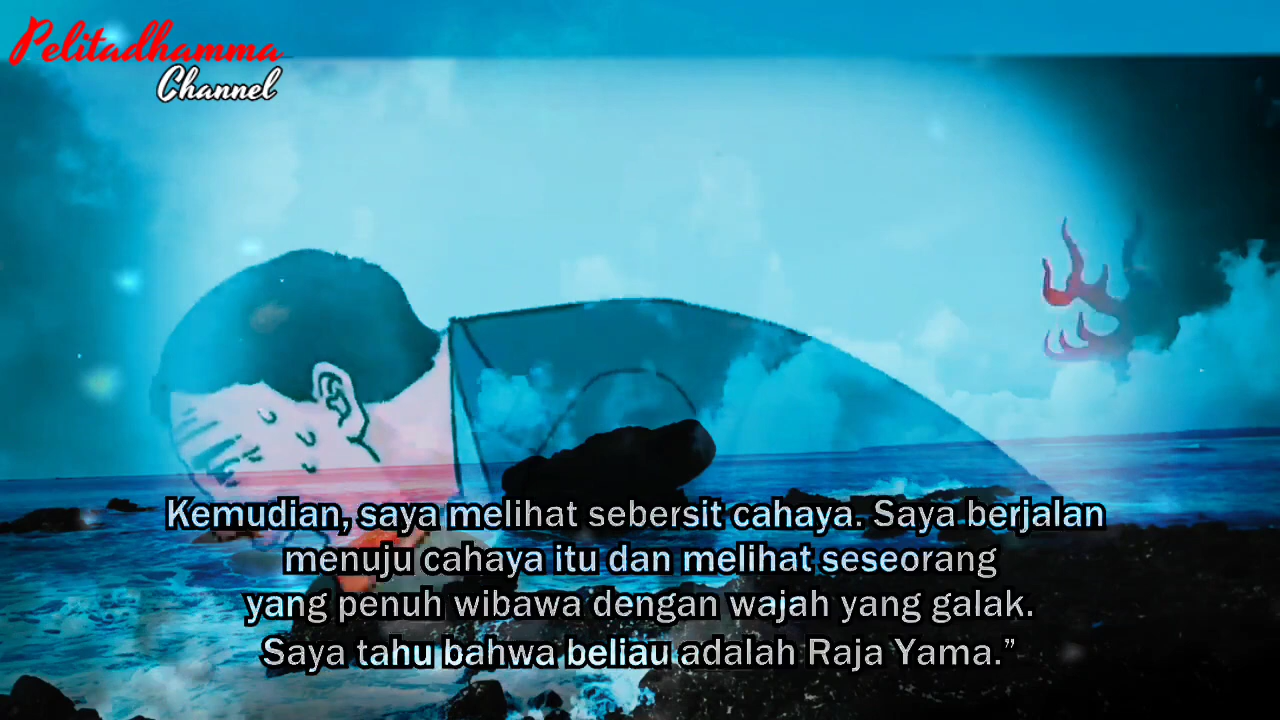 Pelitadhamma
Channel
Kemudian, saya melihat sebersit cahaya. Saya berjalan
menuju cahaya itu dan melihat seseorang
yang penuh wibawa dengan wajah yang galak.
Saya tahu bahwa beliau adalah Raja Yama.”